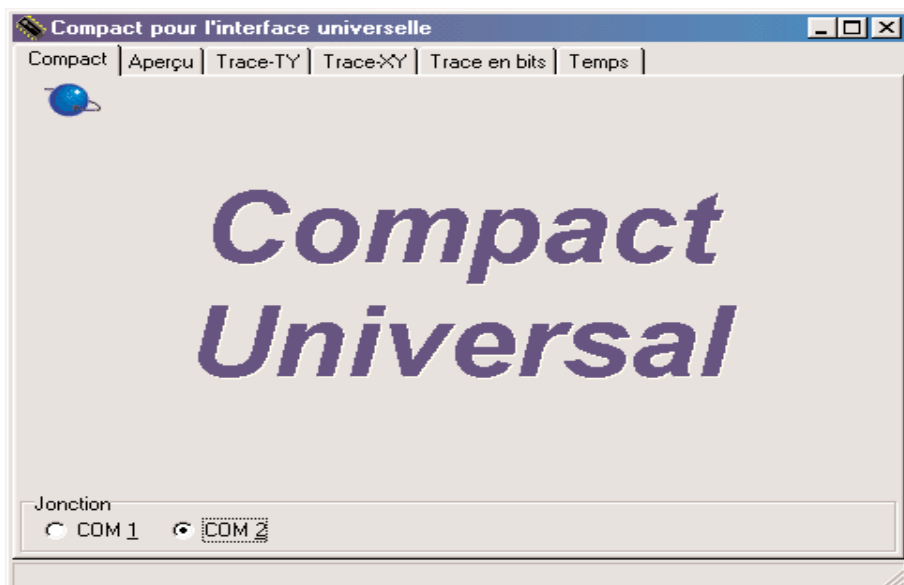 Compact pour l'interface universelle
Compact Aperçu Trace-TY Trace-XY Trace en bits Temps
Compact
Universal
Jonction
COM 1 COM 2